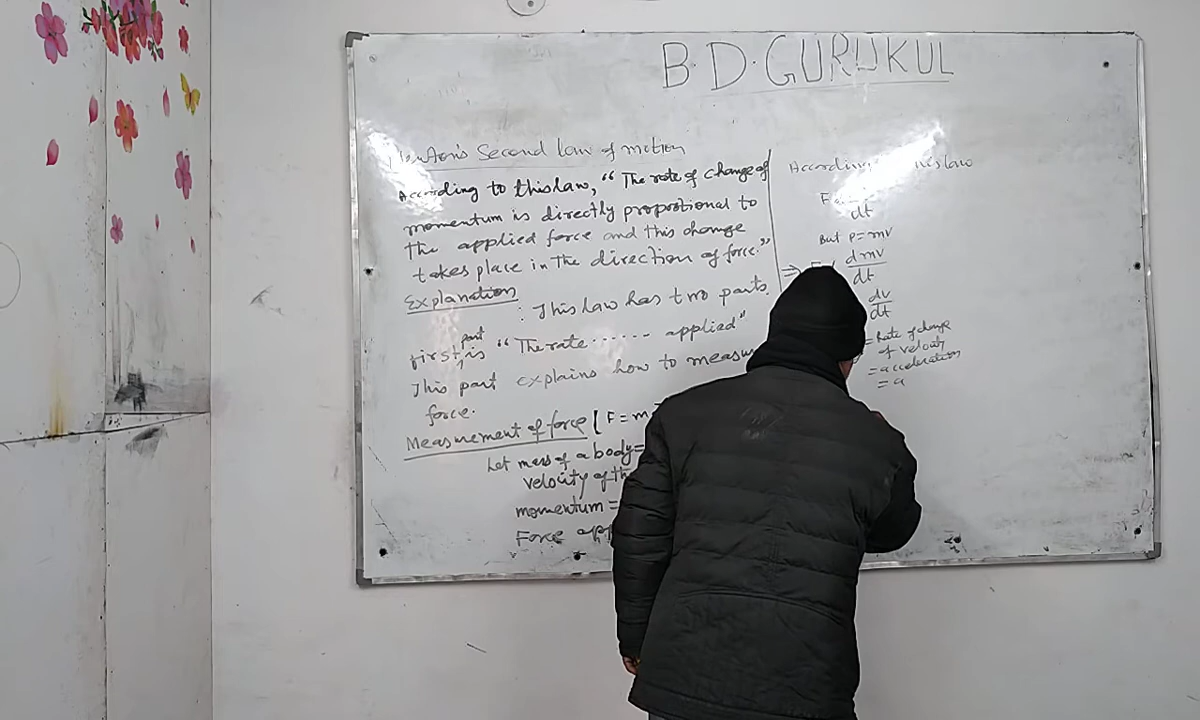 B.D.GURUKUL
Newton's Second law of motion
According to this law, "The rate of change of
momentum is directly proportional to
the applied force and this change
takes place in the direction of force."
Explanation : This law has two parts.
first part is "The rate ...... applied"
This part explains how to measu
force.
Measurement of force [F = m
Let mass of a body =
velocity of th
momentum =
Force app
According this law
F
dt
But p = mv
⇒ F dmv
dt
dv
dt
= Rate of change
of velocity
= acceleration
= a